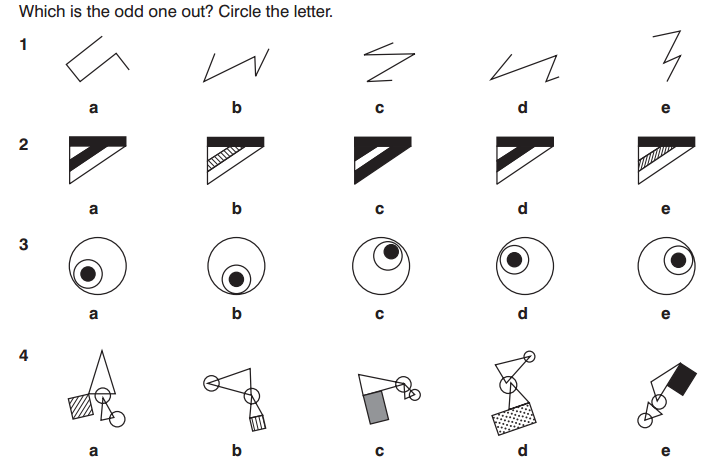 Which is the odd one out? Circle the letter.
1
a b c d e
2
a b c d e
3
a b c d e
4
a b c d e